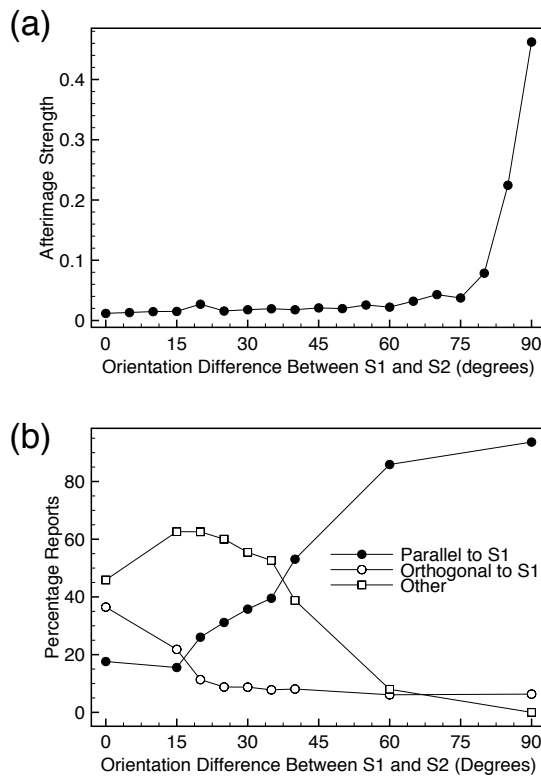 (a)
Afterimage Strength
0.4
0.2
0.1
0
0 15 30 45 60 75 90
Orientation Difference Between S1 and S2 (degrees)
(b)
Percentage Reports
80
60
40
20
0
Parallel to S1
Orthogonal to S1
Other
0 15 30 45 60 75 90
Orientation Difference Between S1 and S2 (Degrees)